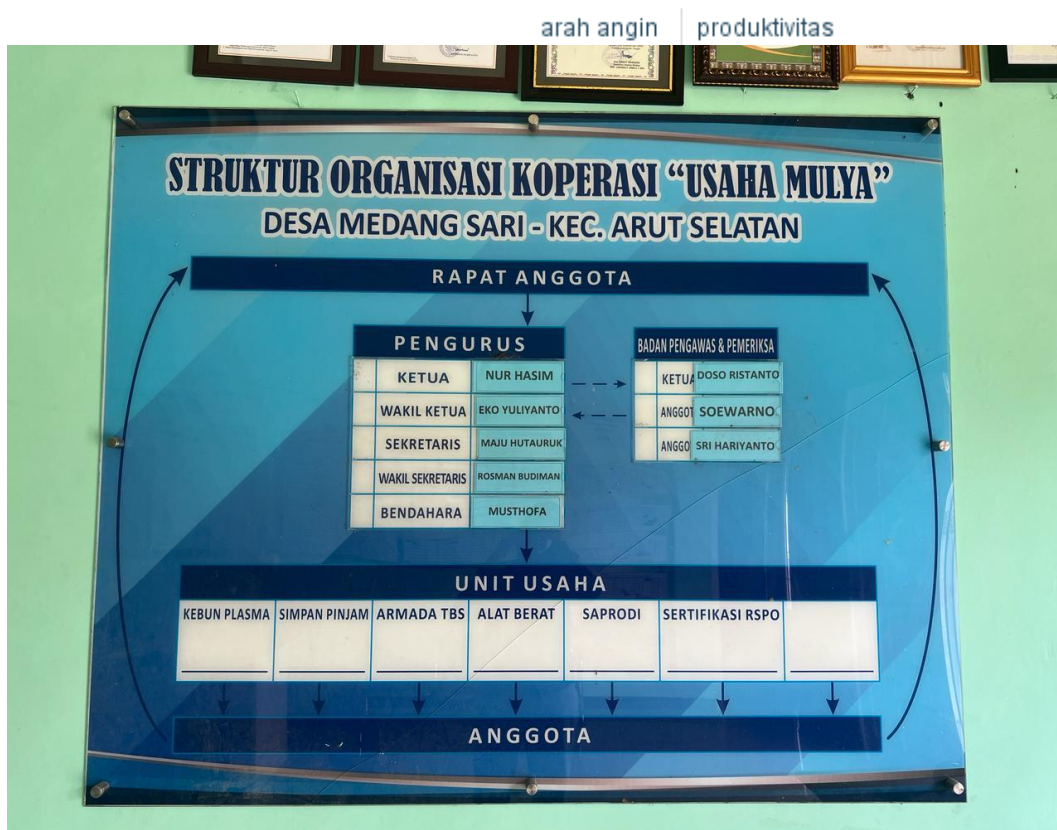 arah angin produktivitas
STRUKTUR ORGANISASI KOPERASI “USAHA MULYA”
DESA MEDANG SARI - KEC. ARUT SELATAN
RAPAT ANGGOTA
PENGURUS
KETUA NUR HASIM
WAKIL KETUA EKO YULIYANTO
SEKRETARIS MAJU HUTAURUK
WAKIL SEKRETARIS ROSMAN BUDIMAN
BENDAHARA MUSTHOFA
BADAN PENGAWAS & PEMERIKSA
KETUA DOSO RISTANTO
ANGGOT SOEWARNO
ANGGO SRI HARIYANTO
UNIT USAHA
KEBUN PLASMA SIMPAN PINJAM ARMADA TBS ALAT BERAT SAPRODI SERTIFIKASI RSPO
ANGGOTA